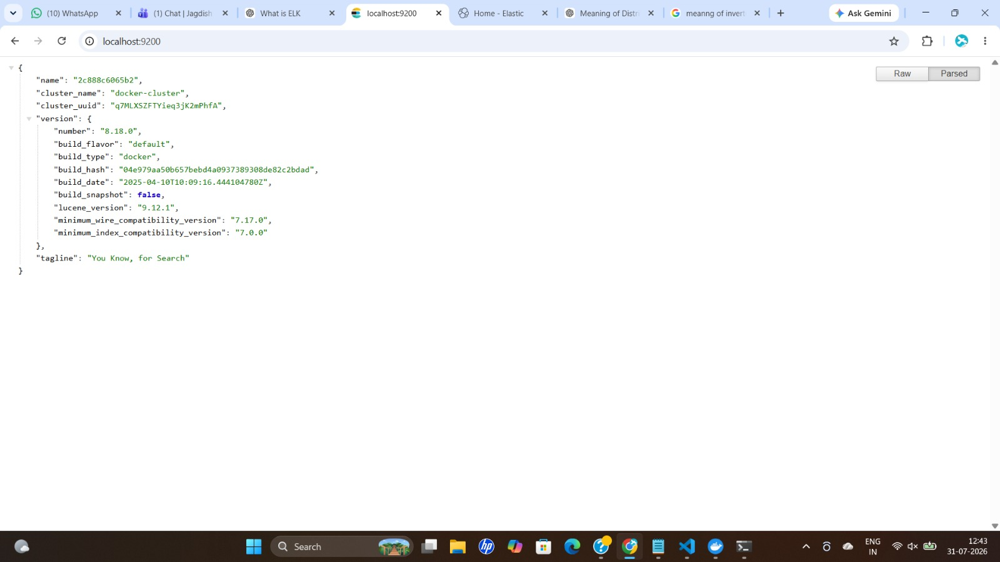 (10) WhatsApp
(1) Chat | Jagdish
What is ELK
localhost:9200
Home - Elastic
Meaning of Distri
meanng of invert
Ask Gemini
localhost:9200
Raw
Parsed
{
"name": "2c888c6065b2",
"cluster_name": "docker-cluster",
"cluster_uuid": "q7MLXSZFTYieq3jK2mPhfA",
"version": {
"number": "8.18.0",
"build_flavor": "default",
"build_type": "docker",
"build_hash": "04e979aa50b657bebd4a0937389308de82c2bdad",
"build_date": "2025-04-10T10:09:16.444104780Z",
"build_snapshot": false,
"lucene_version": "9.12.1",
"minimum_wire_compatibility_version": "7.17.0",
"minimum_index_compatibility_version": "7.0.0"
},
"tagline": "You Know, for Search"
}
Search
hp
ENG
IN
12:43
31-07-2026